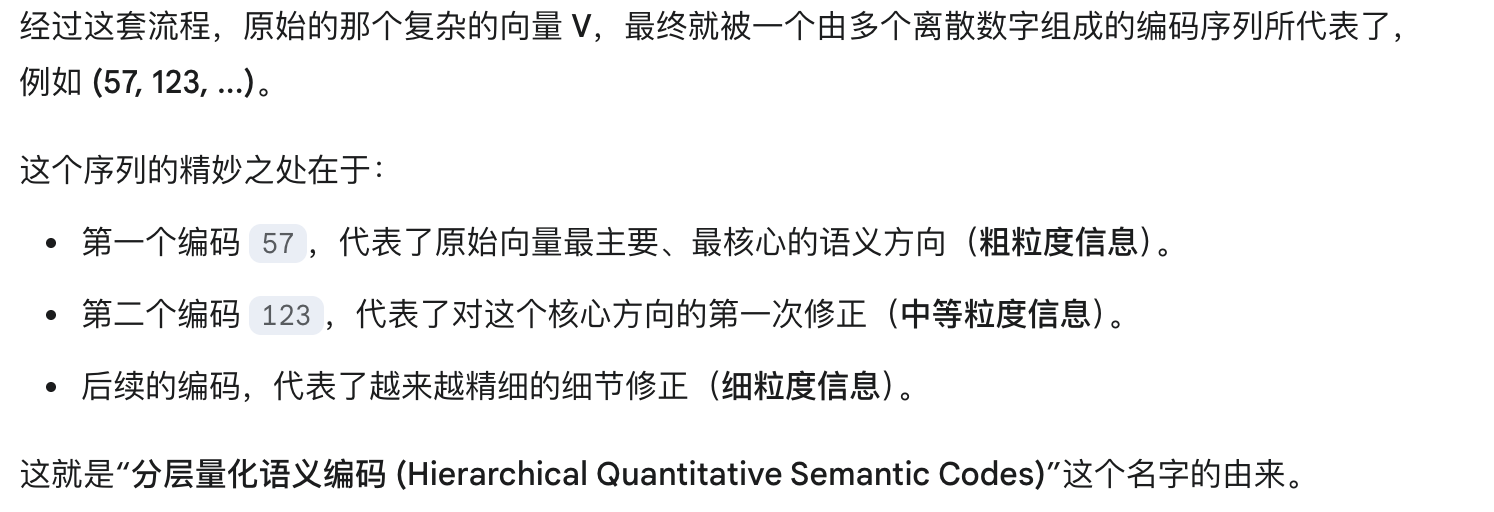 经过这套流程，原始的那个复杂的向量 V，最终就被一个由多个离散数字组成的编码序列所代表了，
例如 (57, 123, ...)。
这个序列的精妙之处在于：
• 第一个编码 57，代表了原始向量最主要、最核心的语义方向（粗粒度信息）。
• 第二个编码 123，代表了对这个核心方向的第一次修正（中等粒度信息）。
• 后续的编码，代表了越来越精细的细节修正（细粒度信息）。
这就是“分层量化语义编码 (Hierarchical Quantitative Semantic Codes)”这个名字的由来。